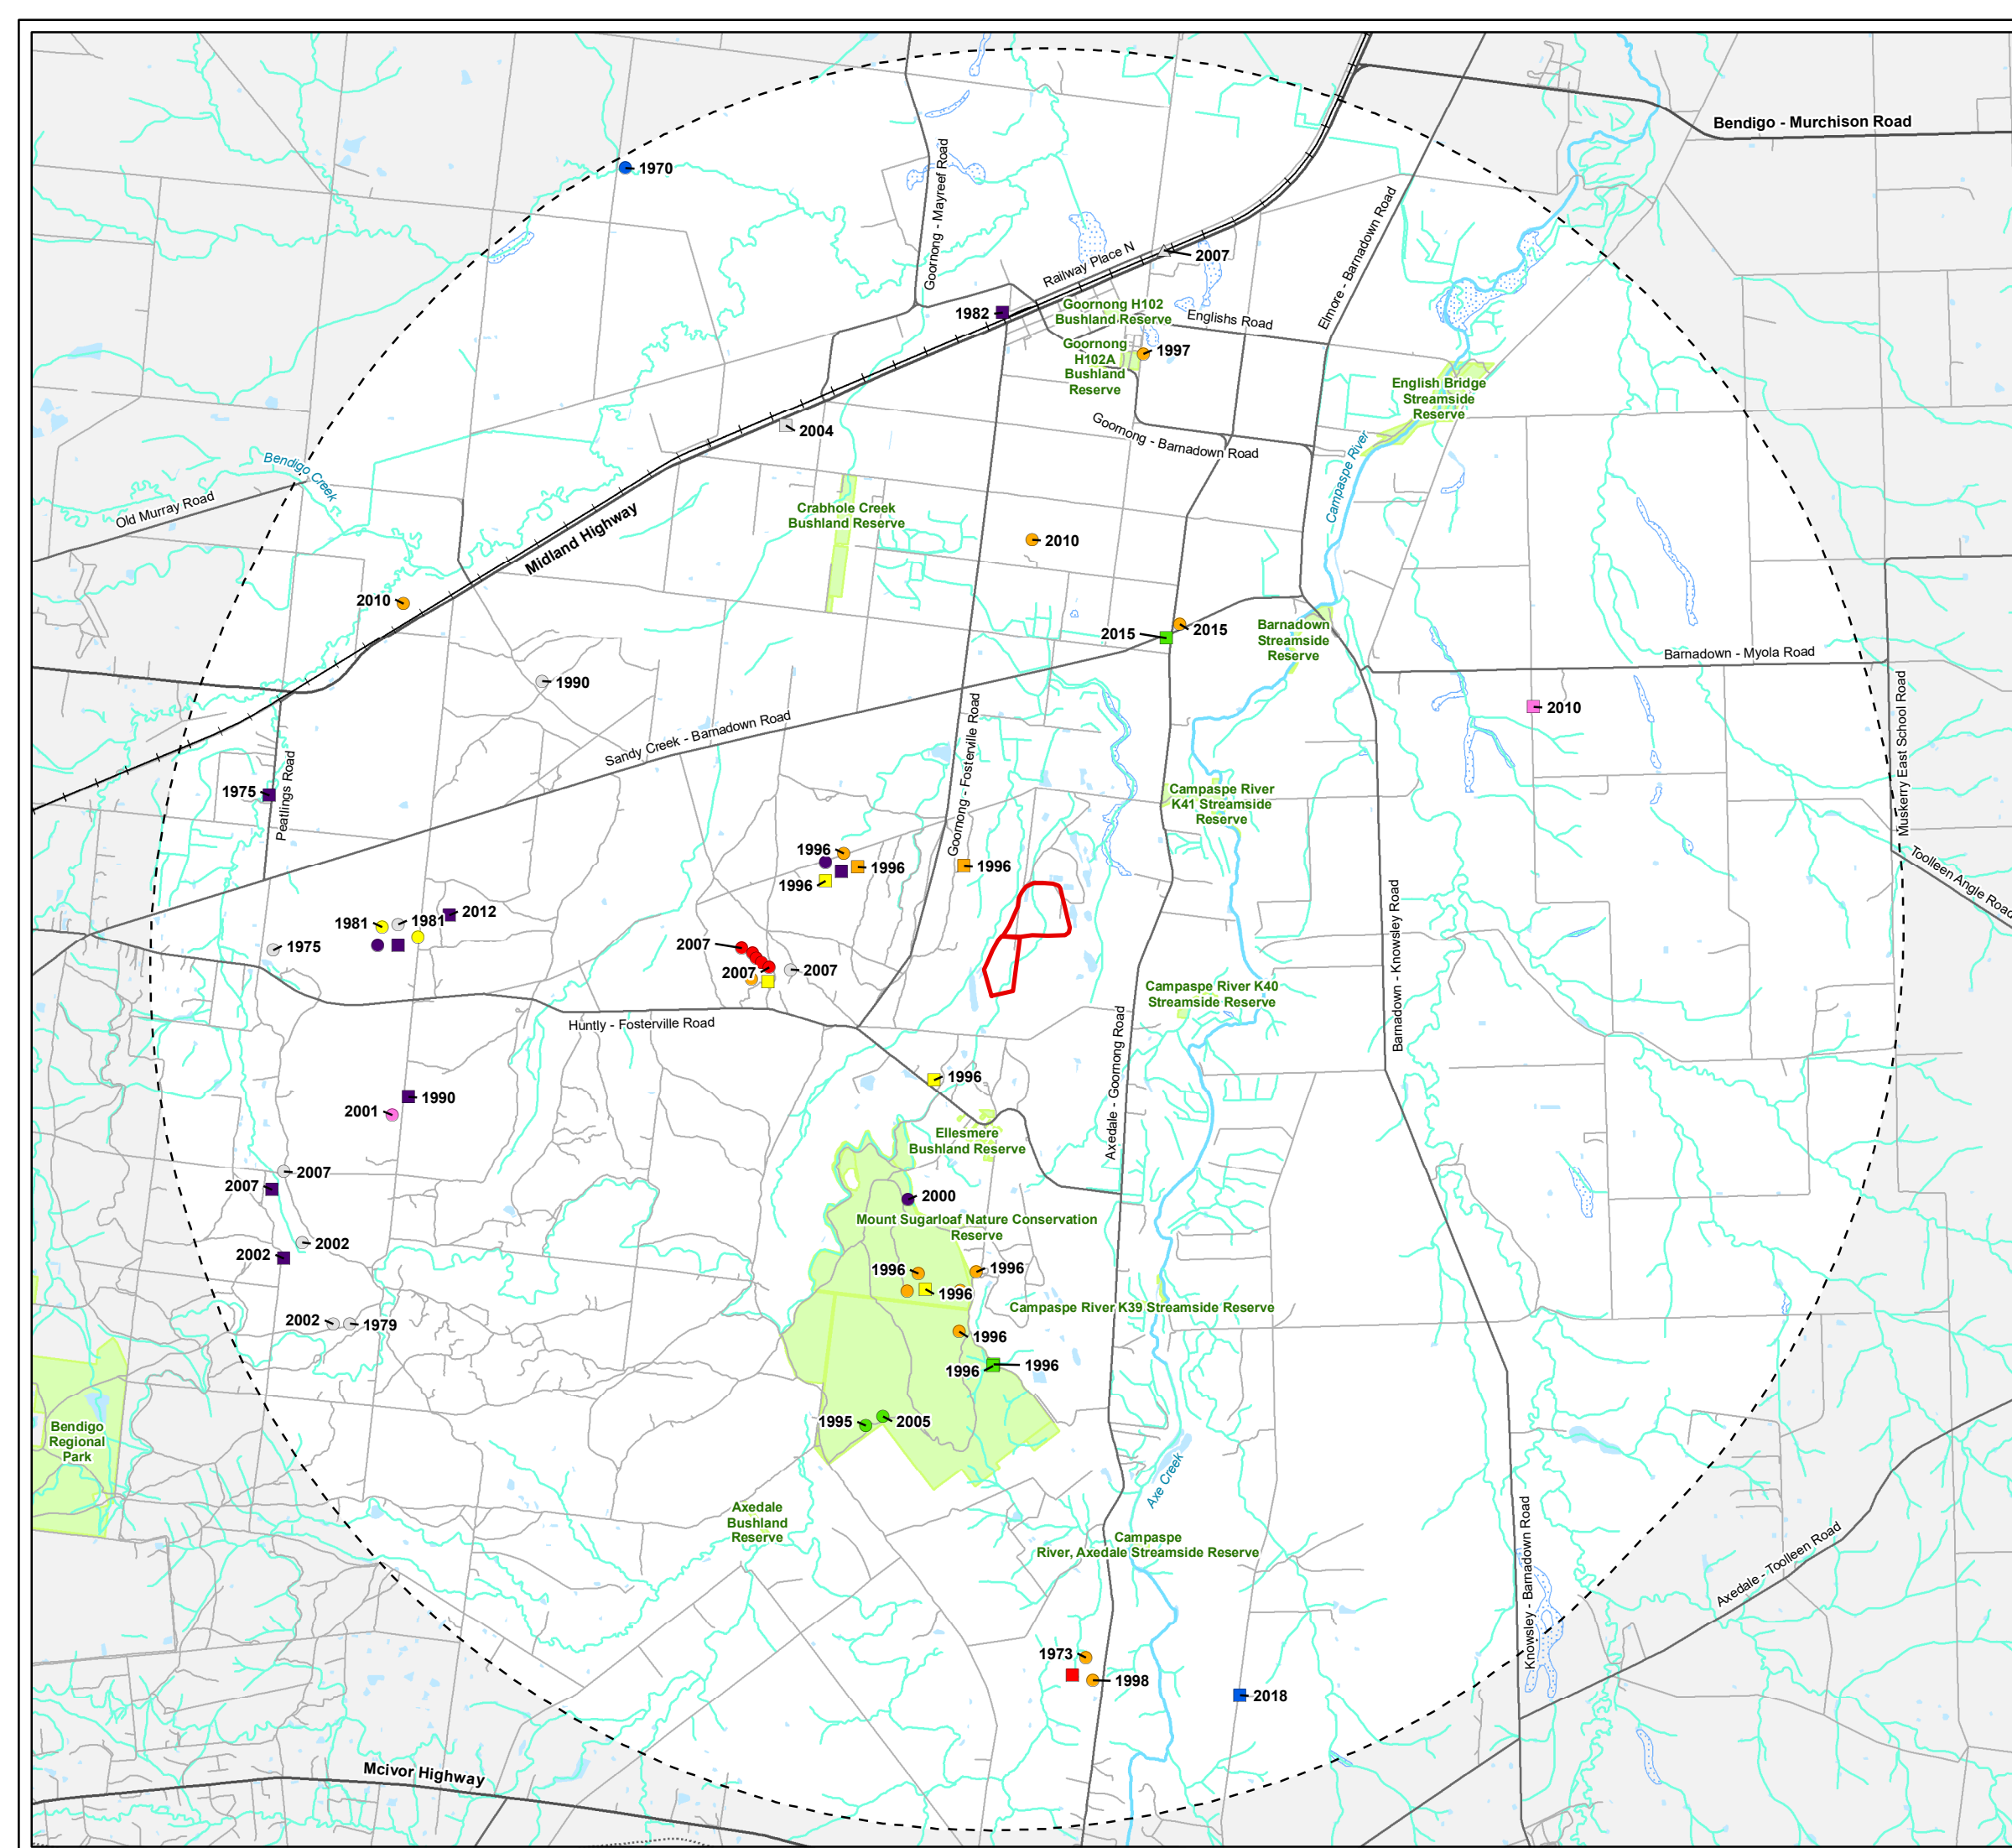 Bendigo - Murchison Road
1970
Goornong - Mayreef Road
Elmore - Barnadown Road
Railway Place N
2007
1982
Goornong H102
Bushland Reserve
Englishs Road
Goornong
H102A
Bushland
Reserve
1997
English Bridge
Streamside
Reserve
2004
Goornong - Barnadown Road
Campaspe River
Bendigo Creek
Old Murray Road
Midland Highway
Crabhole Creek
Bushland Reserve
2010
2010
2015
2015
Barnadown
Streamside
Reserve
Barnadown - Myola Road
1990
2010
Muskerry East School Road
Sandy Creek - Barnadown Road
Goornong - Fosterville Road
1975
Peatlings Road
Campaspe River
K41 Streamside
Reserve
1996
1996
1996
1996
Toolleen Angle Road
1981
1981
2012
1975
2007
2007
2007
Barnadown - Knowsley Road
Campaspe River K40
Streamside Reserve
Huntly - Fosterville Road
Axedale - Goornong Road
1996
1990
2001
Ellesmere
Bushland Reserve
2007
2007
2000
Mount Sugarloaf Nature Conservation
Reserve
2002
2002
1996
1996
1996
Campaspe River K39 Streamside Reserve
2002
1979
1996
1996
1996
1995
2005
Bendigo
Regional
Park
Axe Creek
Axedale
Bushland
Reserve
Campaspe
River, Axedale Streamside Reserve
Knowsley - Barnadown Road
Axedale - Toolleen Road
1973
1998
2018
Mcivor Highway